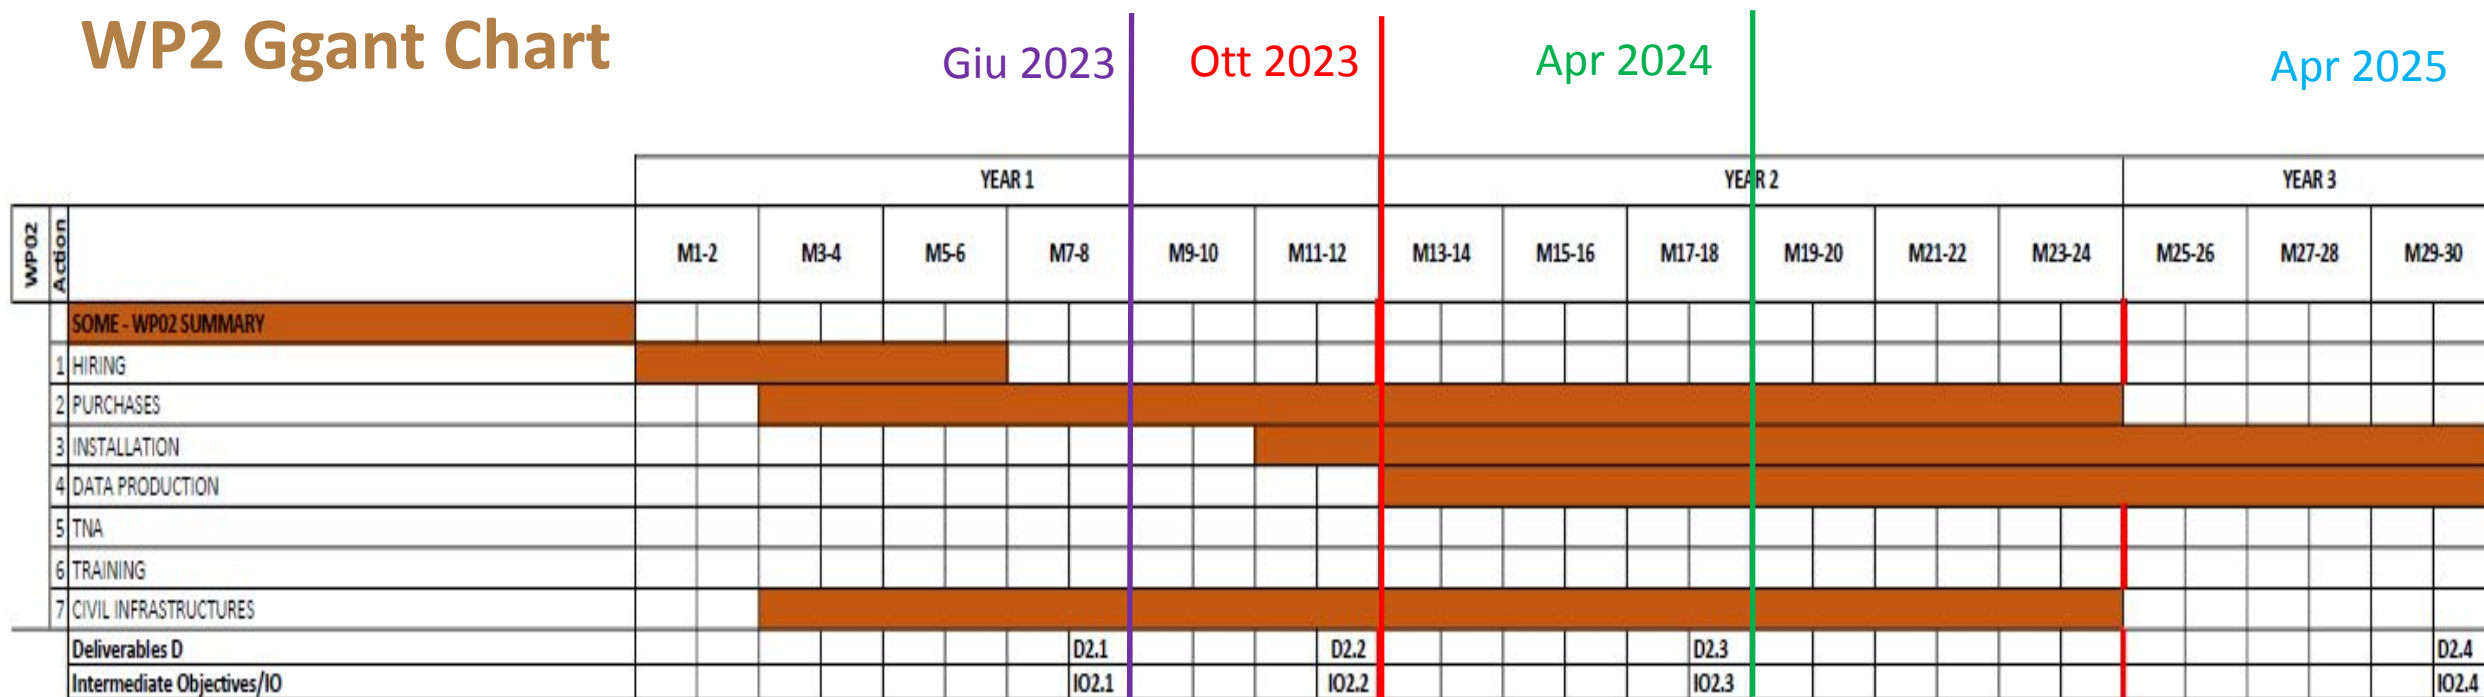 WP2 Ggant Chart
Giu 2023
Ott 2023
Apr 2024
Apr 2025
YEAR 1
YEAR 2
YEAR 3
WP02
Action
M1-2
M3-4
M5-6
M7-8
M9-10
M11-12
M13-14
M15-16
M17-18
M19-20
M21-22
M23-24
M25-26
M27-28
M29-30
SOME - WP02 SUMMARY
1 HIRING
2 PURCHASES
3 INSTALLATION
4 DATA PRODUCTION
5 TNA
6 TRAINING
7 CIVIL INFRASTRUCTURES
Deliverables D D2.1 D2.2 D2.3 D2.4
Intermediate Objectives/IO IO2.1 IO2.2 IO2.3 IO2.4